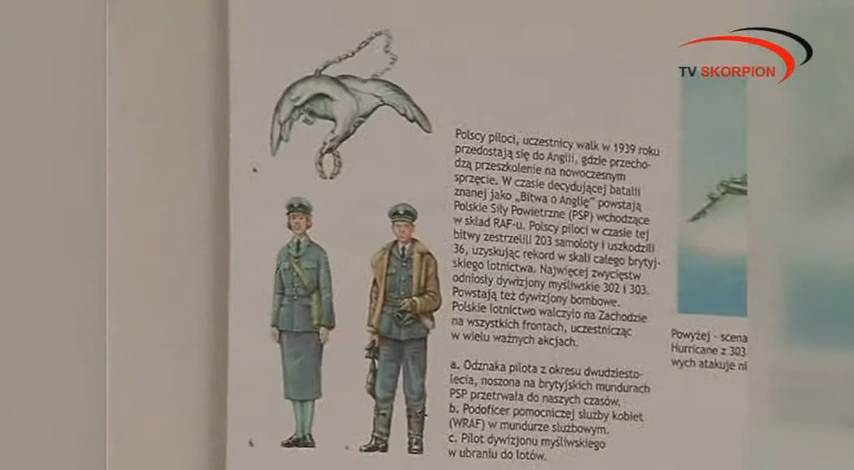 TV SKORPION
Polscy piloci, uczestnicy walk w 1939 roku
przedostają się do Anglii, gdzie przecho-
dzą przeszkolenie na nowoczesnym
sprzęcie. W czasie decydującej batalii
znanej jako „Bitwa o Anglię" powstają
Polskie Siły Powietrzne (PSP) wchodzące
w skład RAF-u. Polscy piloci w czasie tej
bitwy zestrzelili 203 samoloty i uszkodzili
36, uzyskując rekord w skali całego brytyj-
skiego lotnictwa. Najwięcej zwycięstw
odniosły dywizjony myśliwskie 302 i 303.
Powstają też dywizjony bombowe.
Polskie lotnictwo walczyło na Zachodzie
na wszystkich frontach, uczestnicząc
w wielu ważnych akcjach.
a. Odznaka pilota z okresu dwudziesto-
lecia, noszona na brytyjskich mundurach
PSP przetrwała do naszych czasów.
b. Podoficer pomocniczej służby kobiet
(WRAF) w mundurze służbowym.
c. Pilot dywizjonu myśliwskiego
w ubraniu do lotów.
Powyżej - scena
Hurricane z 303
wych atakuje ni